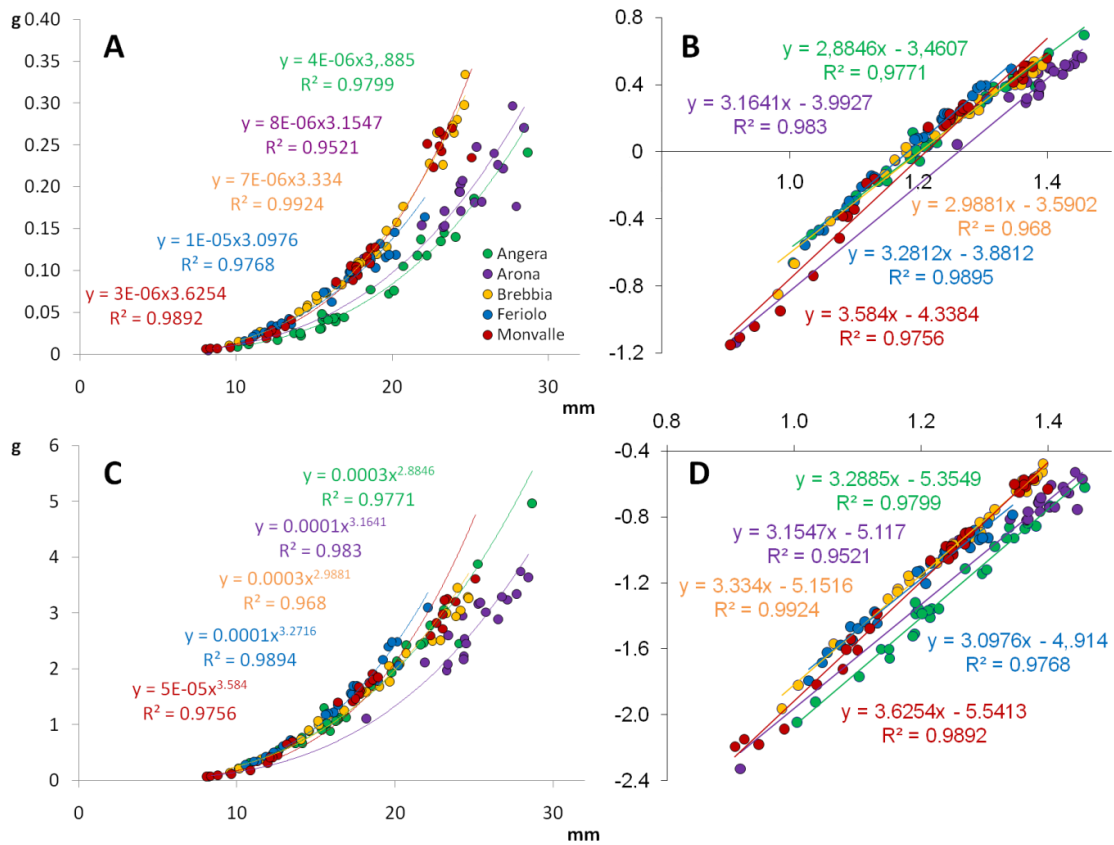 g
0.40
0.35
0.30
0.25
0.20
0.15
0.10
0.05
0
A
y = 4E-06x3,.885
R² = 0.9799
y = 8E-06x3.1547
R² = 0.9521
y = 7E-06x3.334
R² = 0.9924
y = 1E-05x3.0976
R² = 0.9768
y = 3E-06x3.6254
R² = 0.9892
Angera
Arona
Brebbia
Feriolo
Monvalle
0 10 20 30
mm
B
0.8
0.4
0
-0.4
-0.8
-1.2
1.0 1.2 1.4
y = 2,8846x - 3,4607
R² = 0,9771
y = 3.1641x - 3.9927
R² = 0.983
y = 2.9881x - 3.5902
R² = 0.968
y = 3.2812x - 3.8812
R² = 0.9895
y = 3.584x - 4.3384
R² = 0.9756
g
6
5
4
3
2
1
0
C
y = 0.0003x^2.8846
R² = 0.9771
y = 0.0001x^3.1641
R² = 0.983
y = 0.0003x^2.9881
R² = 0.968
y = 0.0001x^3.2716
R² = 0.9894
y = 5E-05x^3.584
R² = 0.9756
0 10 20 30
mm
0.8 1.0 1.2 1.4
-0.4
-0.8
-1.2
-1.6
-2.0
-2.4
D
y = 3.2885x - 5.3549
R² = 0.9799
y = 3.1547x - 5.117
R² = 0.9521
y = 3.334x - 5.1516
R² = 0.9924
y = 3.0976x - 4,.914
R² = 0.9768
y = 3.6254x - 5.5413
R² = 0.9892